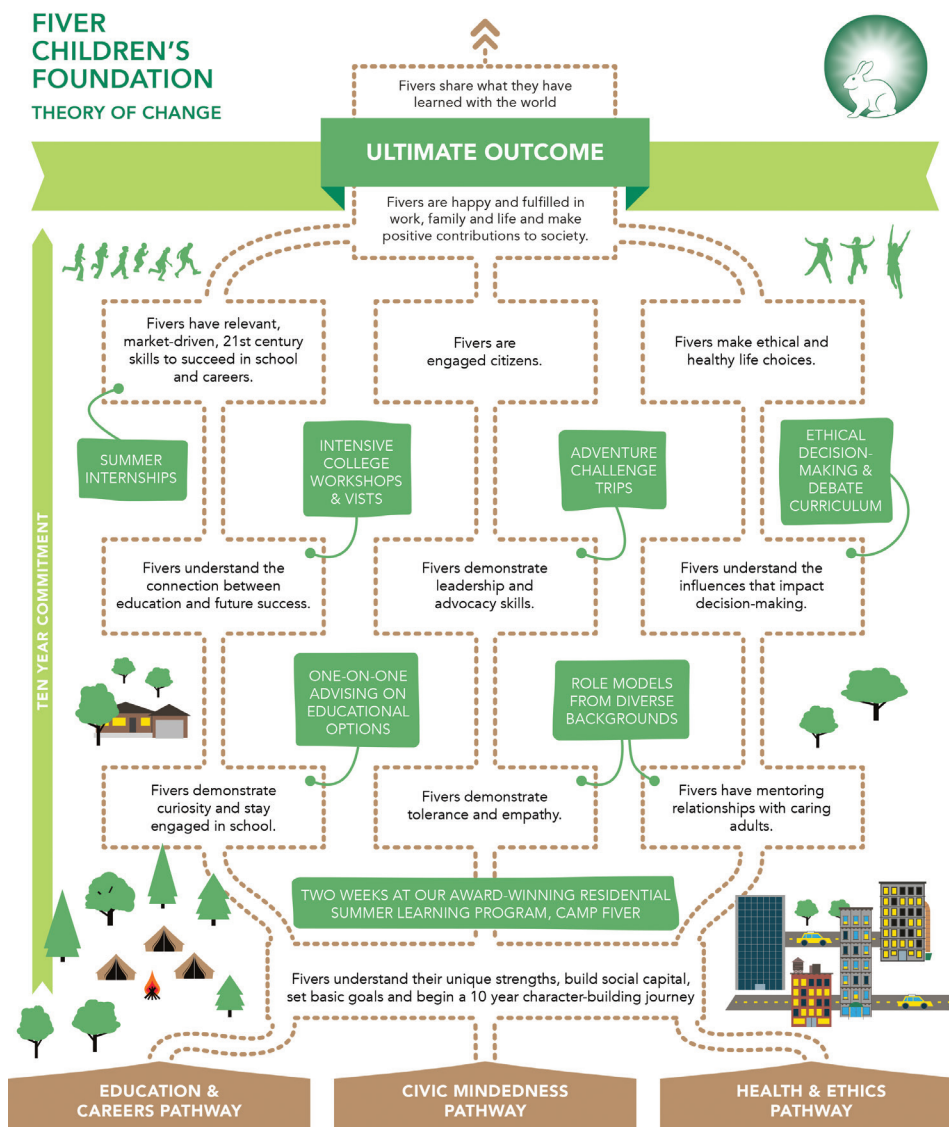 FIVER
CHILDREN'S
FOUNDATION
THEORY OF CHANGE
Fivers share what they have
learned with the world
ULTIMATE OUTCOME
Fivers are happy and fulfilled in
work, family and life and make
positive contributions to society.
TEN YEAR COMMITMENT
Fivers have relevant,
market-driven, 21st century
skills to succeed in school
and careers.
Fivers are
engaged citizens.
Fivers make ethical and
healthy life choices.
SUMMER
INTERNSHIPS
INTENSIVE
COLLEGE
WORKSHOPS
& VISTS
ADVENTURE
CHALLENGE
TRIPS
ETHICAL
DECISION-
MAKING &
DEBATE
CURRICULUM
Fivers understand the
connection between
education and future success.
Fivers demonstrate
leadership and
advocacy skills.
Fivers understand the
influences that impact
decision-making.
ONE-ON-ONE
ADVISING ON
EDUCATIONAL
OPTIONS
ROLE MODELS
FROM DIVERSE
BACKGROUNDS
Fivers demonstrate
curiosity and stay
engaged in school.
Fivers demonstrate
tolerance and empathy.
Fivers have mentoring
relationships with caring
adults.
TWO WEEKS AT OUR AWARD-WINNING RESIDENTIAL
SUMMER LEARNING PROGRAM, CAMP FIVER
Fivers understand their unique strengths, build social capital,
set basic goals and begin a 10 year character-building journey
EDUCATION &
CAREERS PATHWAY
CIVIC MINDEDNESS
PATHWAY
HEALTH & ETHICS
PATHWAY